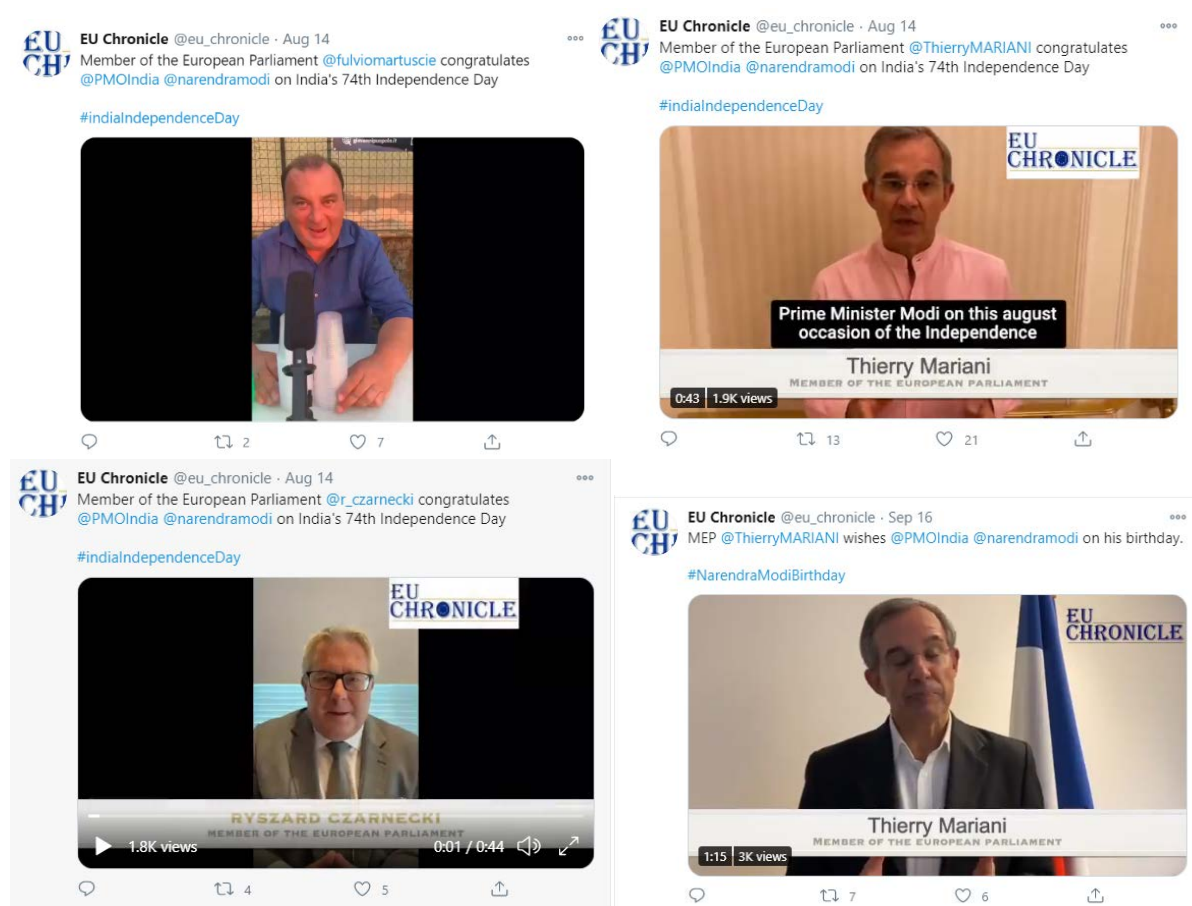 EU Chronicle @eu_chronicle · Aug 14
Member of the European Parliament @fulviomartuscie congratulates
@PMOIndia @narendramodi on India's 74th Independence Day
#indiaIndependenceDay
2
7
EU Chronicle @eu_chronicle · Aug 14
Member of the European Parliament @ThierryMARIANI congratulates
@PMOIndia @narendramodi on India's 74th Independence Day
#indiaIndependenceDay
EU
CHRONICLE
Prime Minister Modi on this august
occasion of the Independence
Thierry Mariani
MEMBER OF THE EUROPEAN PARLIAMENT
0:43 1.9K views
13
21
EU Chronicle @eu_chronicle · Aug 14
Member of the European Parliament @r_czarnecki congratulates
@PMOIndia @narendramodi on India's 74th Independence Day
#indiaIndependenceDay
EU
CHRONICLE
RYSZARD CZARNECKI
MEMBER OF THE EUROPEAN PARLIAMENT
1.8K views
0:01 / 0:44
4
5
EU Chronicle @eu_chronicle · Sep 16
MEP @ThierryMARIANI wishes @PMOIndia @narendramodi on his birthday.
#NarendraModiBirthday
EU
CHRONICLE
Thierry Mariani
MEMBER OF THE EUROPEAN PARLIAMENT
1:15 3K views
7
6